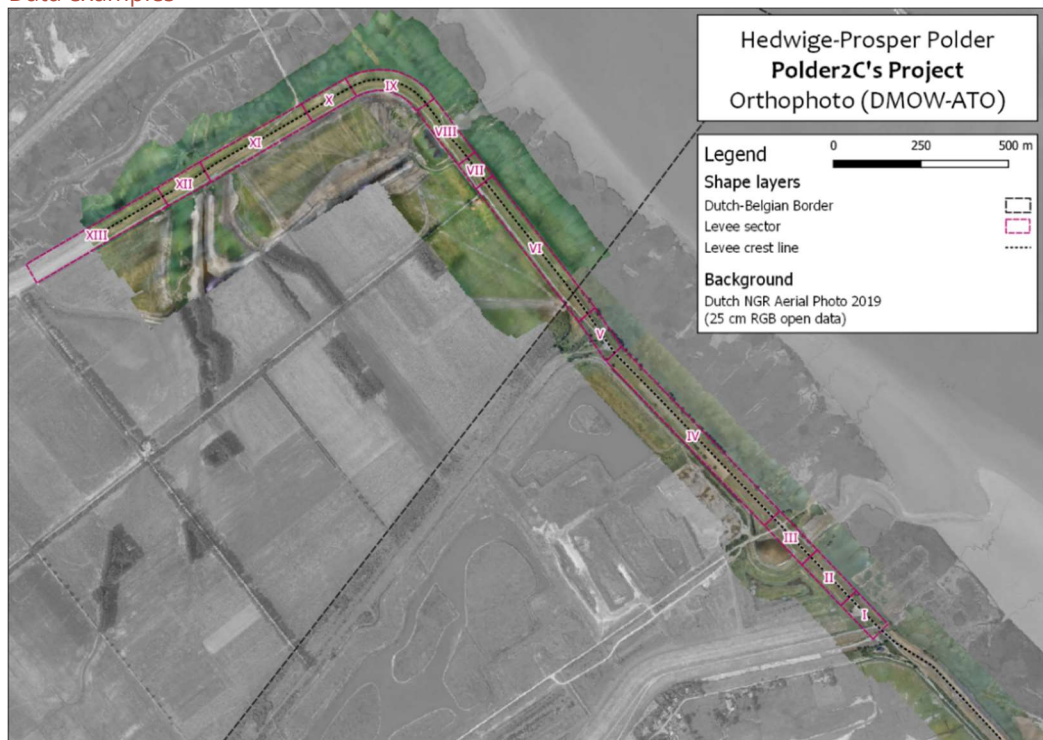 Data examples
Hedwige-Prosper Polder
Polder2C's Project
Orthophoto (DMOW-ATO)
Legend
0 250 500 m
Shape layers
Dutch-Belgian Border
Levee sector
Levee crest line
Background
Dutch NGR Aerial Photo 2019
(25 cm RGB open data)
IX
X
VIII
XI
VII
XII
XIII
VI
V
IV
III
II
I